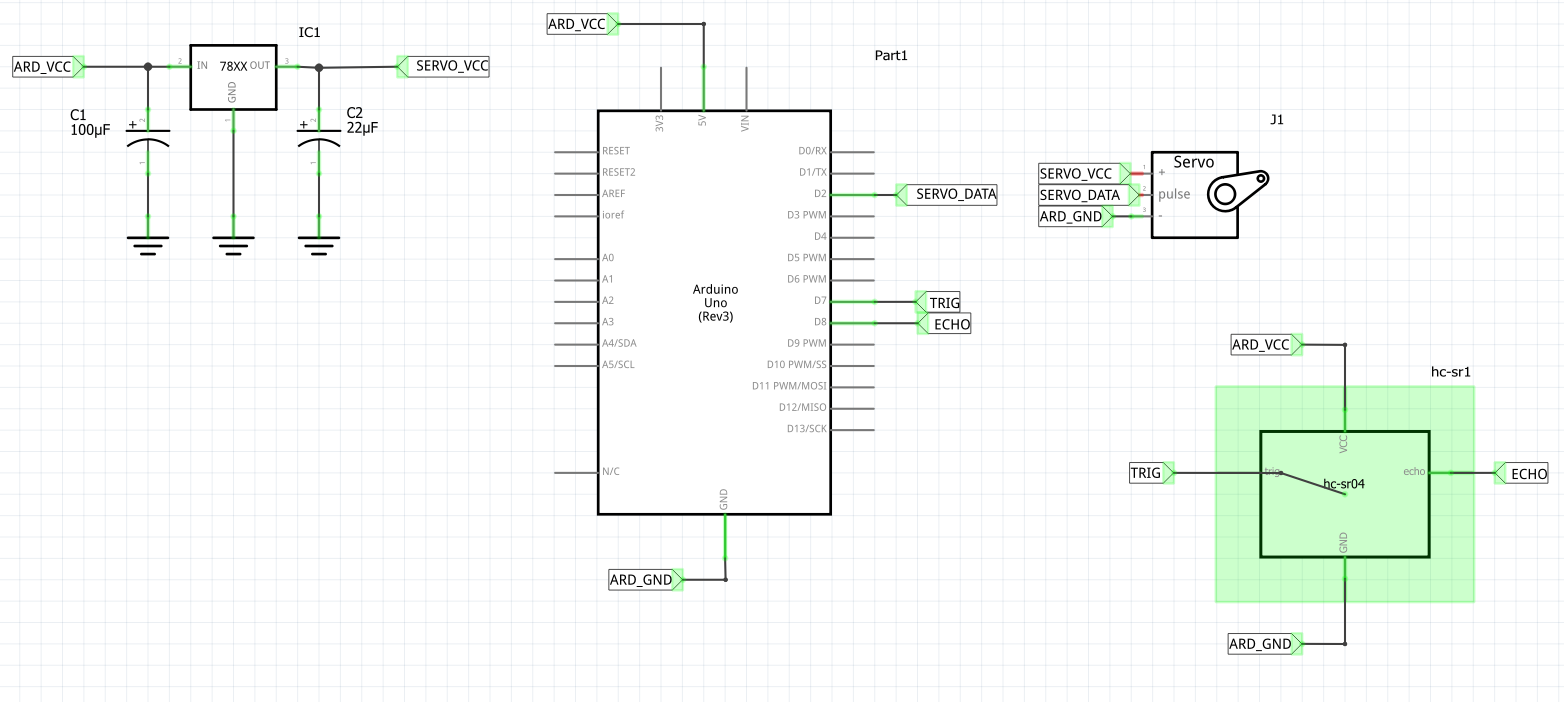 IC1
ARD_VCC
2
IN
78XX
OUT
3
GND
1
SERVO_VCC
C1
100µF
+
2
1
C2
22µF
+
2
1
ARD_VCC
Part1
3V3
5V
VIN
RESET
RESET2
AREF
ioref
A0
A1
A2
A3
A4/SDA
A5/SCL
N/C
Arduino
Uno
(Rev3)
D0/RX
D1/TX
D2
D3 PWM
D4
D5 PWM
D6 PWM
D7
D8
D9 PWM
D10 PWM/SS
D11 PWM/MOSI
D12/MISO
D13/SCK
GND
ARD_GND
SERVO_DATA
TRIG
ECHO
J1
SERVO_VCC
SERVO_DATA
ARD_GND
1
2
3
Servo
+
pulse
-
ARD_VCC
hc-sr1
VCC
TRIG
trig
hc-sr04
echo
ECHO
GND
ARD_GND